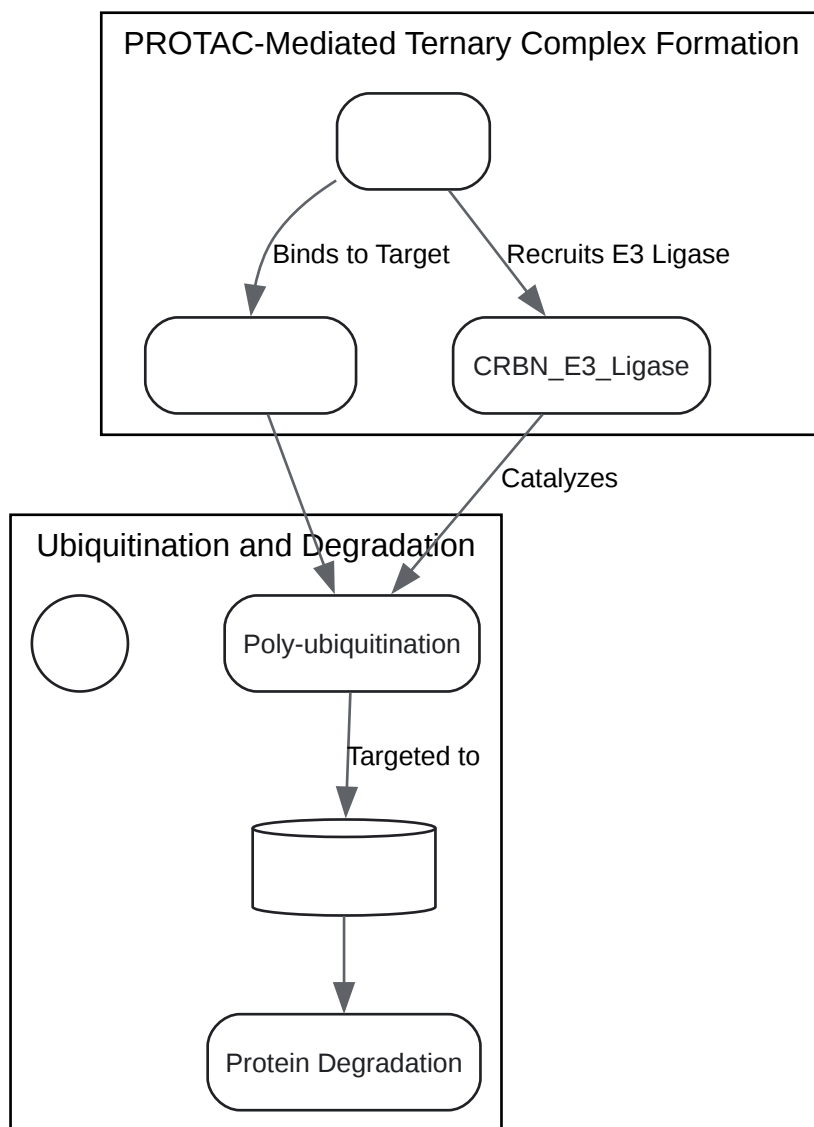 PROTAC-Mediated Ternary Complex Formation
Binds to Target
Recruits E3 Ligase
CRBN_E3_Ligase
Catalyzes
Ubiquitination and Degradation
Poly-ubiquitination
Targeted to
Protein Degradation